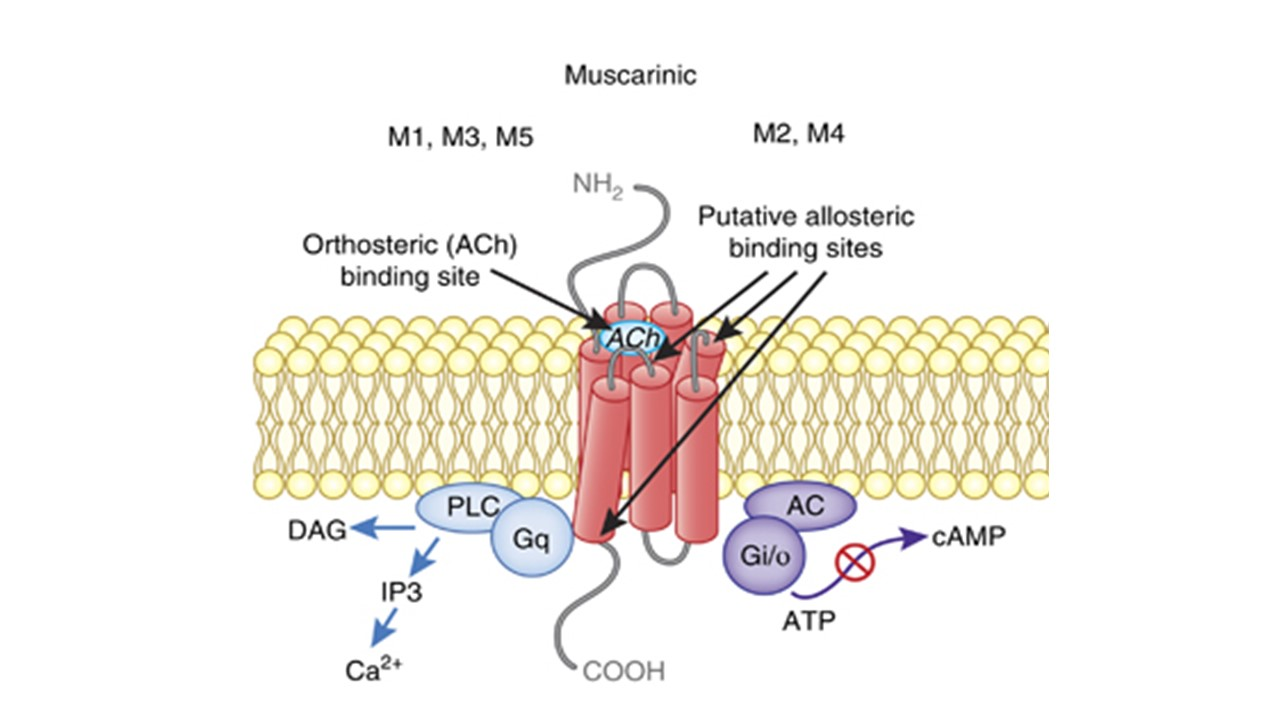 Muscarinic
M1, M3, M5
M2, M4
NH₂
Orthosteric (ACh)
binding site
Putative allosteric
binding sites
ACh
PLC
Gq
DAG
IP3
Ca²⁺
AC
Gi/o
cAMP
ATP
COOH